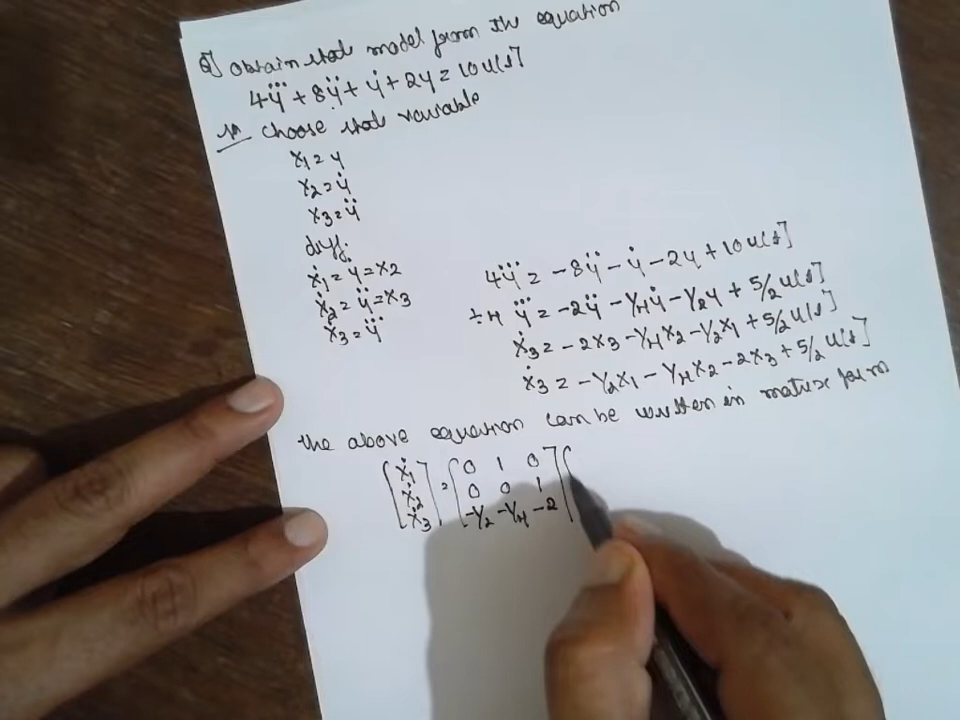 Q] Obtain state model from the equation
4y⃛ + 8ÿ + ẏ + 2y = 10u(t)
choose state variable
x1 = y
x2 = ẏ
x3 = ÿ
diff.
ẋ1 = y = x2
ẋ2 = ÿ = x3
ẋ3 = y⃛
4y⃛ = -8ÿ - ẏ - 2y + 10u(t)
÷4 y⃛ = -2ÿ - 1/4ẏ - 1/2y + 5/2 u(t)
ẋ3 = -2x3 - 1/4x2 - 1/2x1 + 5/2 u(t)
ẋ3 = -1/2x1 - 1/4x2 - 2x3 + 5/2 u(t)
the above equation can be written in matrix form
[ẋ1] = [0 1 0] [
[ẋ2] [0 0 1]
[ẋ3] [-1/2 -1/4 -2]